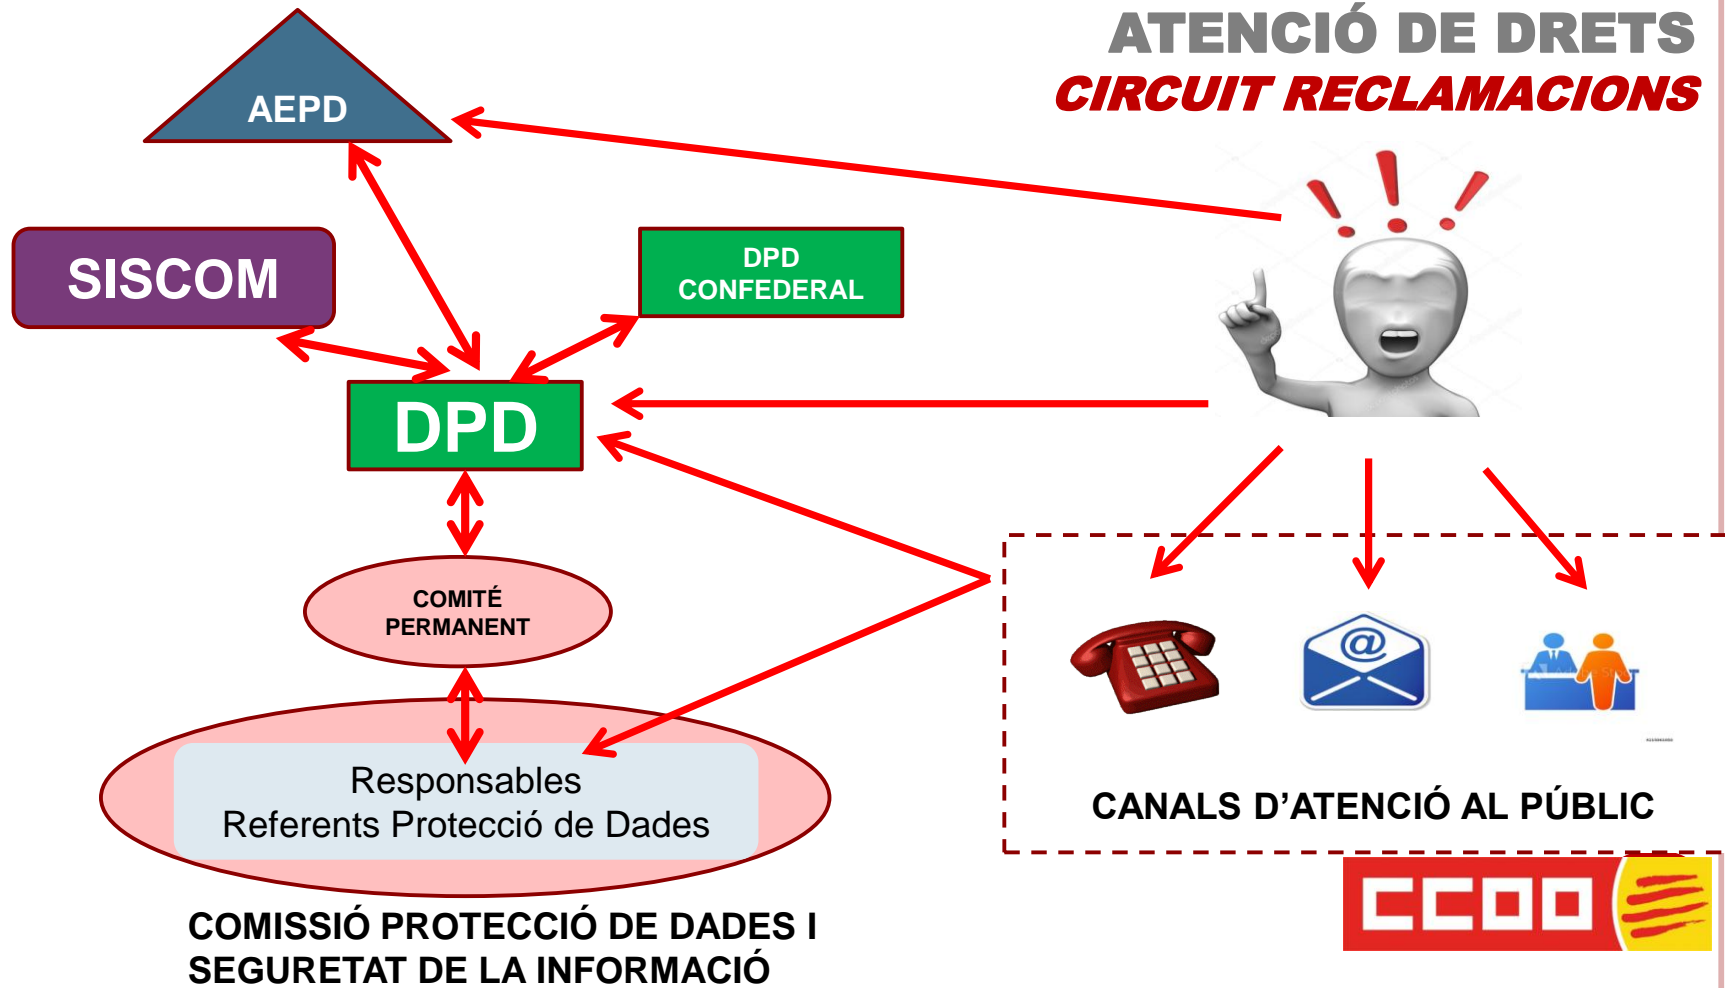 ATENCIÓ DE DRETS
CIRCUIT RECLAMACIONS
AEPD
SISCOM
DPD
CONFEDERAL
DPD
COMITÉ
PERMANENT
Responsables
Referents Protecció de Dades
COMISSIÓ PROTECCIÓ DE DADES I
SEGURETAT DE LA INFORMACIÓ
@
CANALS D’ATENCIÓ AL PÚBLIC
CCOO